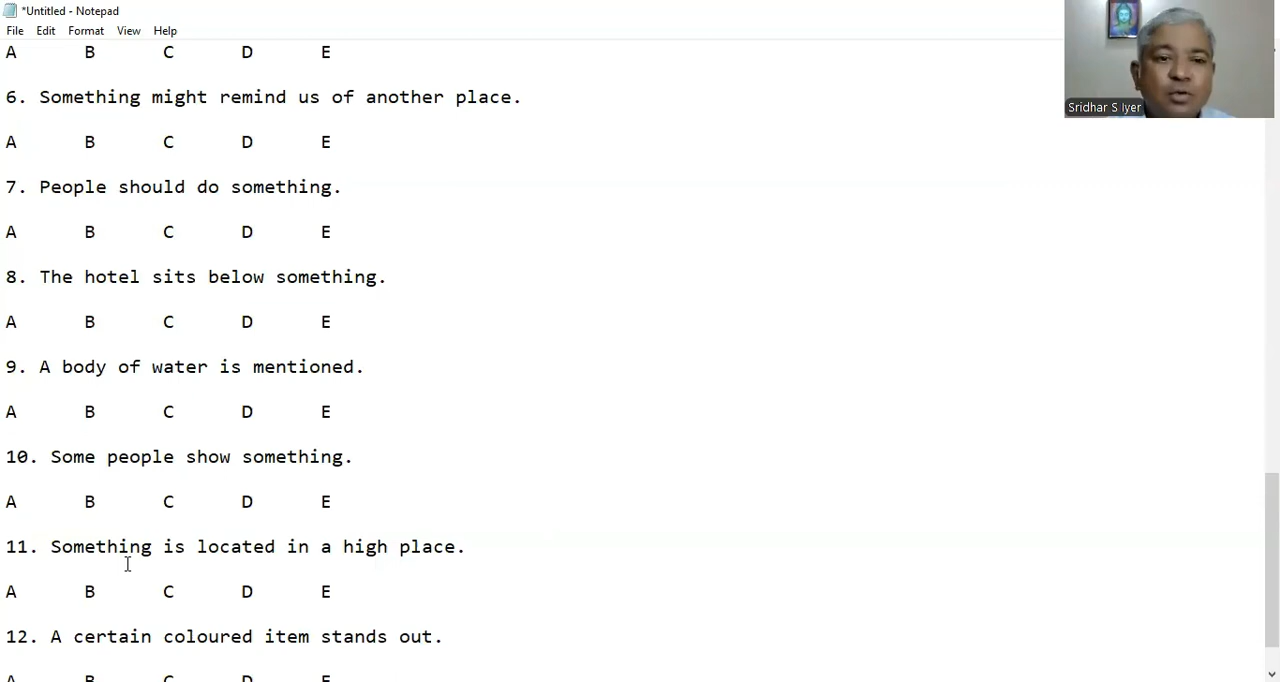 *Untitled - Notepad
File Edit Format View Help
A B C D E
6. Something might remind us of another place.
A B C D E
7. People should do something.
A B C D E
8. The hotel sits below something.
A B C D E
9. A body of water is mentioned.
A B C D E
10. Some people show something.
A B C D E
11. Something is located in a high place.
A B C D E
12. A certain coloured item stands out.
A B C D E
Sridhar S Iyer